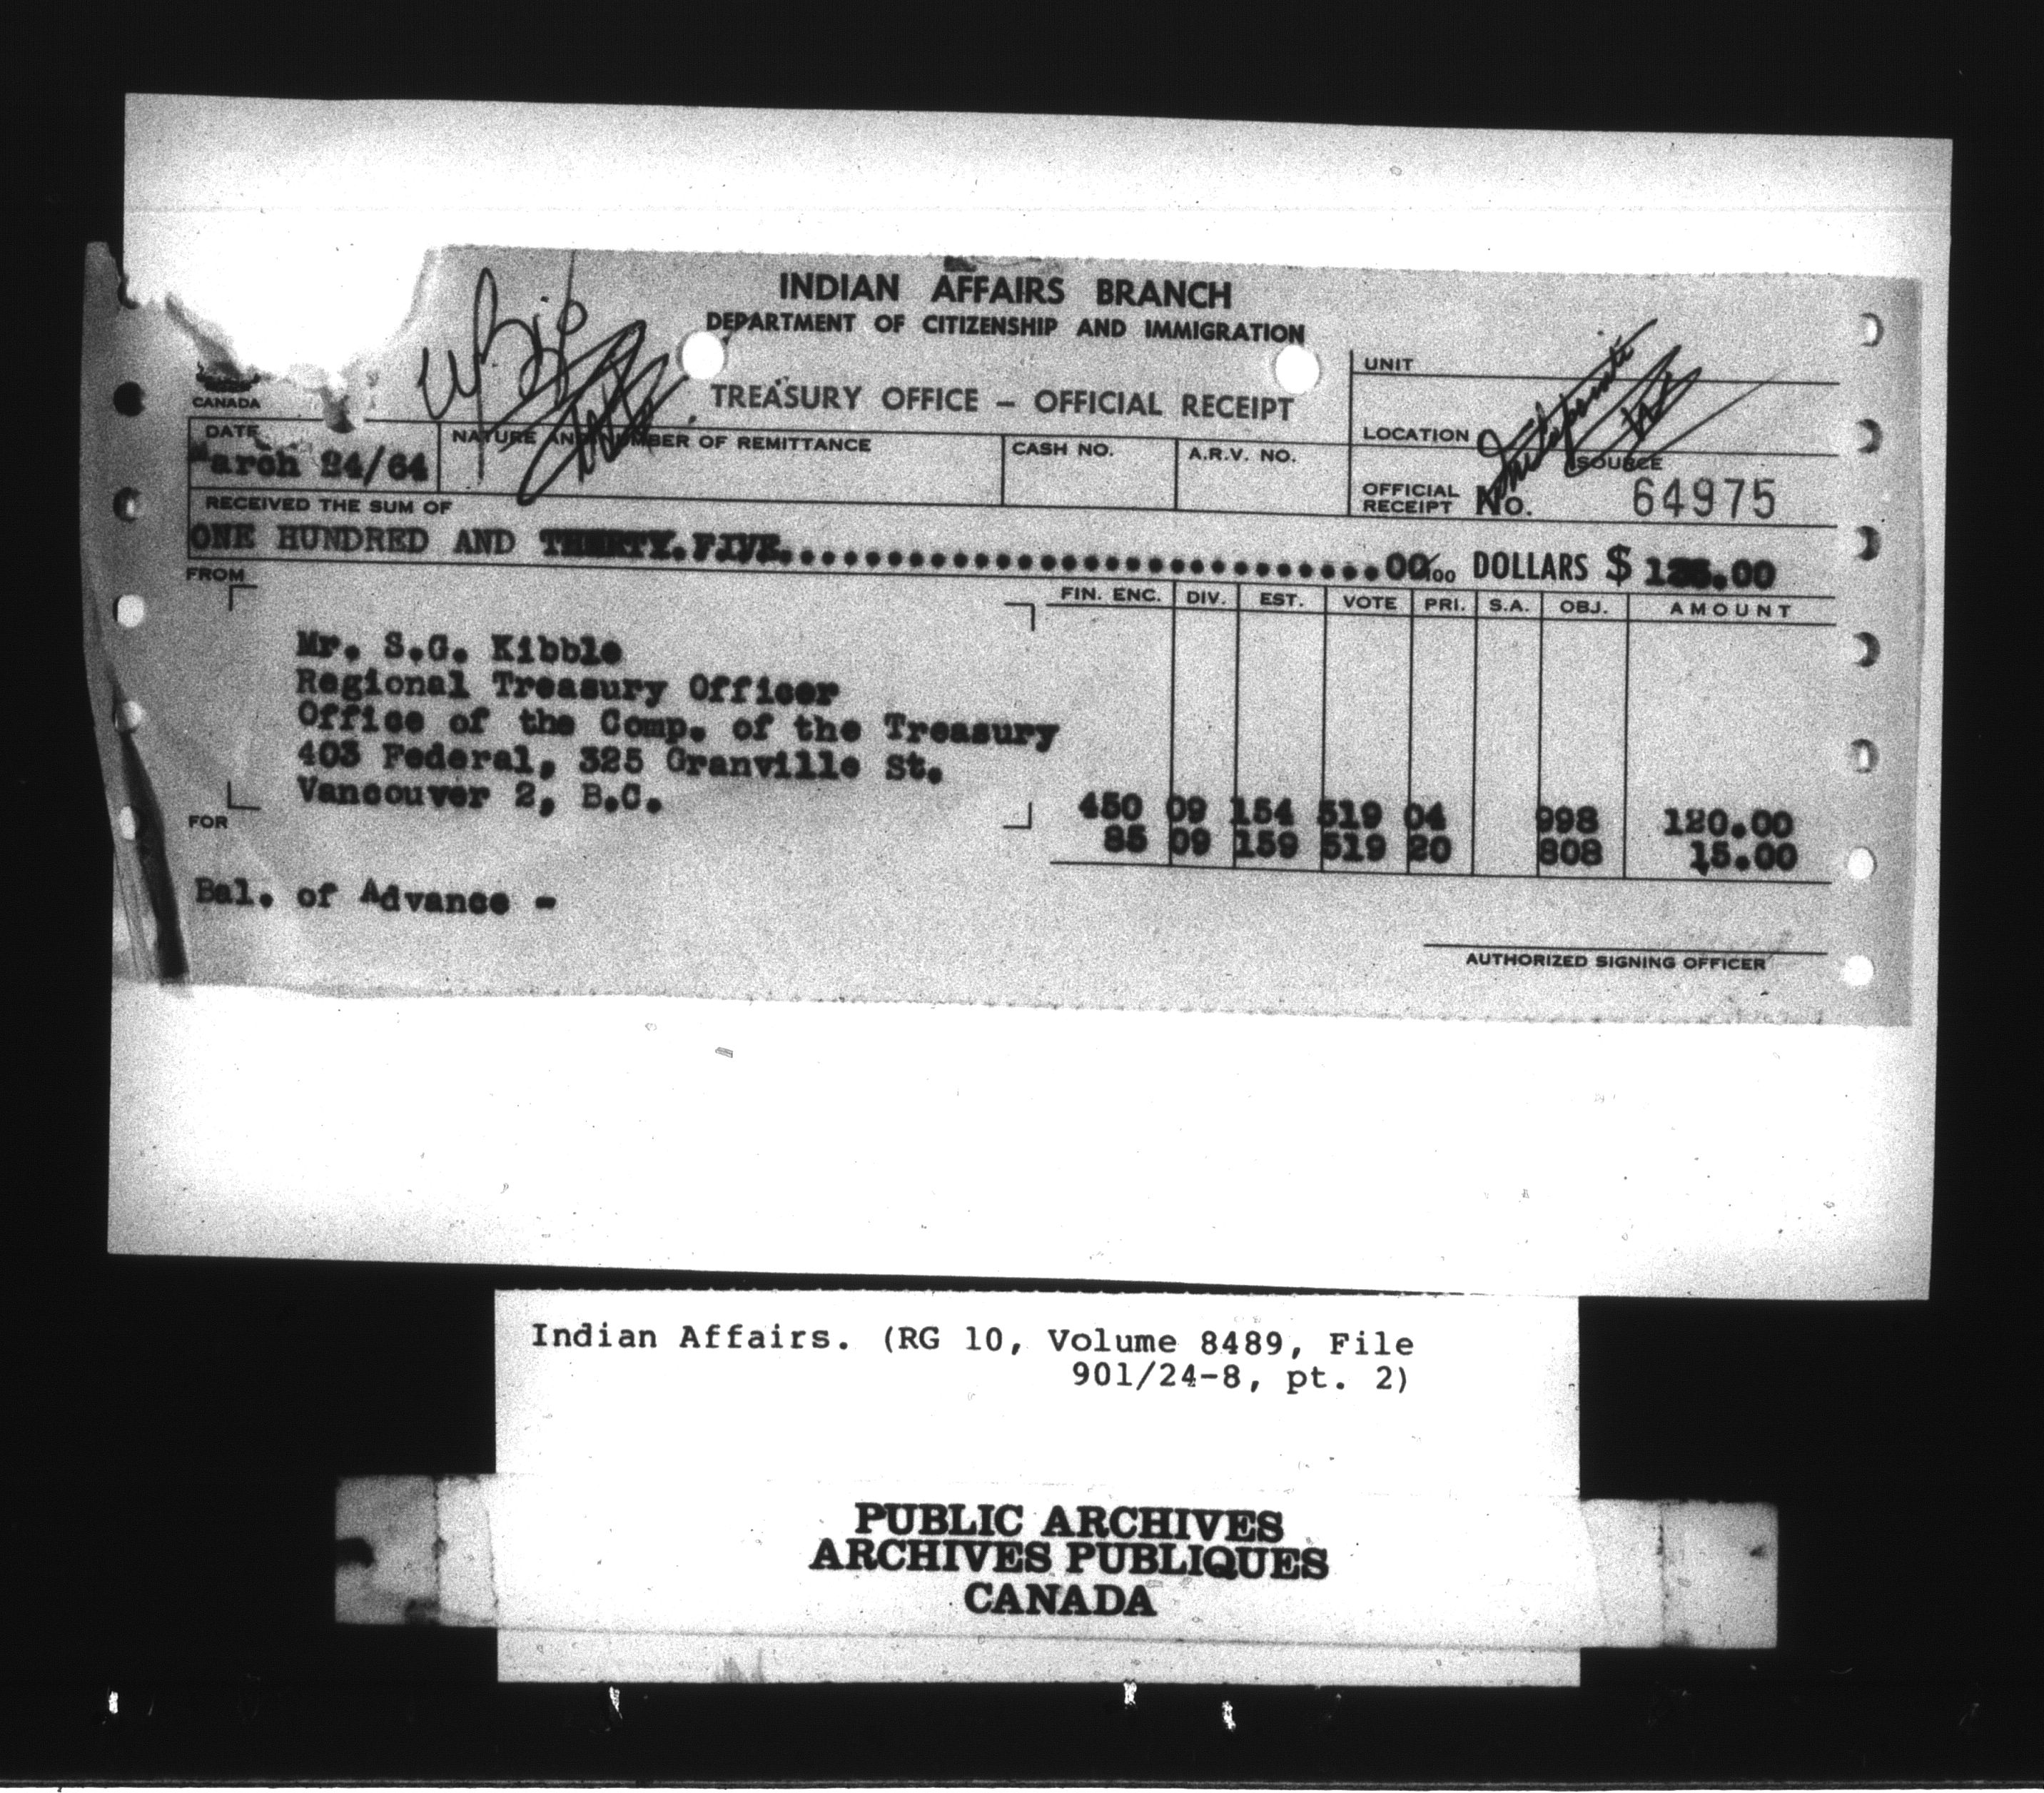 INDIAN AFFAIRS BRANCH
DEPARTMENT OF CITIZENSHIP AND IMMIGRATION
TREASURY OFFICE – OFFICIAL RECEIPT
CANADA
UNIT
LOCATION
SOURCE
DATE
March 24/64
NATURE AND NUMBER OF REMITTANCE
CASH NO.
A.R.V. NO.
OFFICIAL RECEIPT No. 64975
RECEIVED THE SUM OF
ONE HUNDRED AND THIRTY.FIVE..............................00/00 DOLLARS $ 135.00
FROM
FIN. ENC. DIV. EST. VOTE PRI. S.A. OBJ. AMOUNT
Mr. S.G. Kibble
Regional Treasury Officer
Office of the Comp. of the Treasury
403 Federal, 325 Granville St.
Vancouver 2, B.C.
450 09 154 519 04 998 120.00
85 09 159 519 20 808 15.00
FOR
Bal. of Advance -
AUTHORIZED SIGNING OFFICER
Indian Affairs. (RG 10, Volume 8489, File
901/24-8, pt. 2)
PUBLIC ARCHIVES
ARCHIVES PUBLIQUES
CANADA